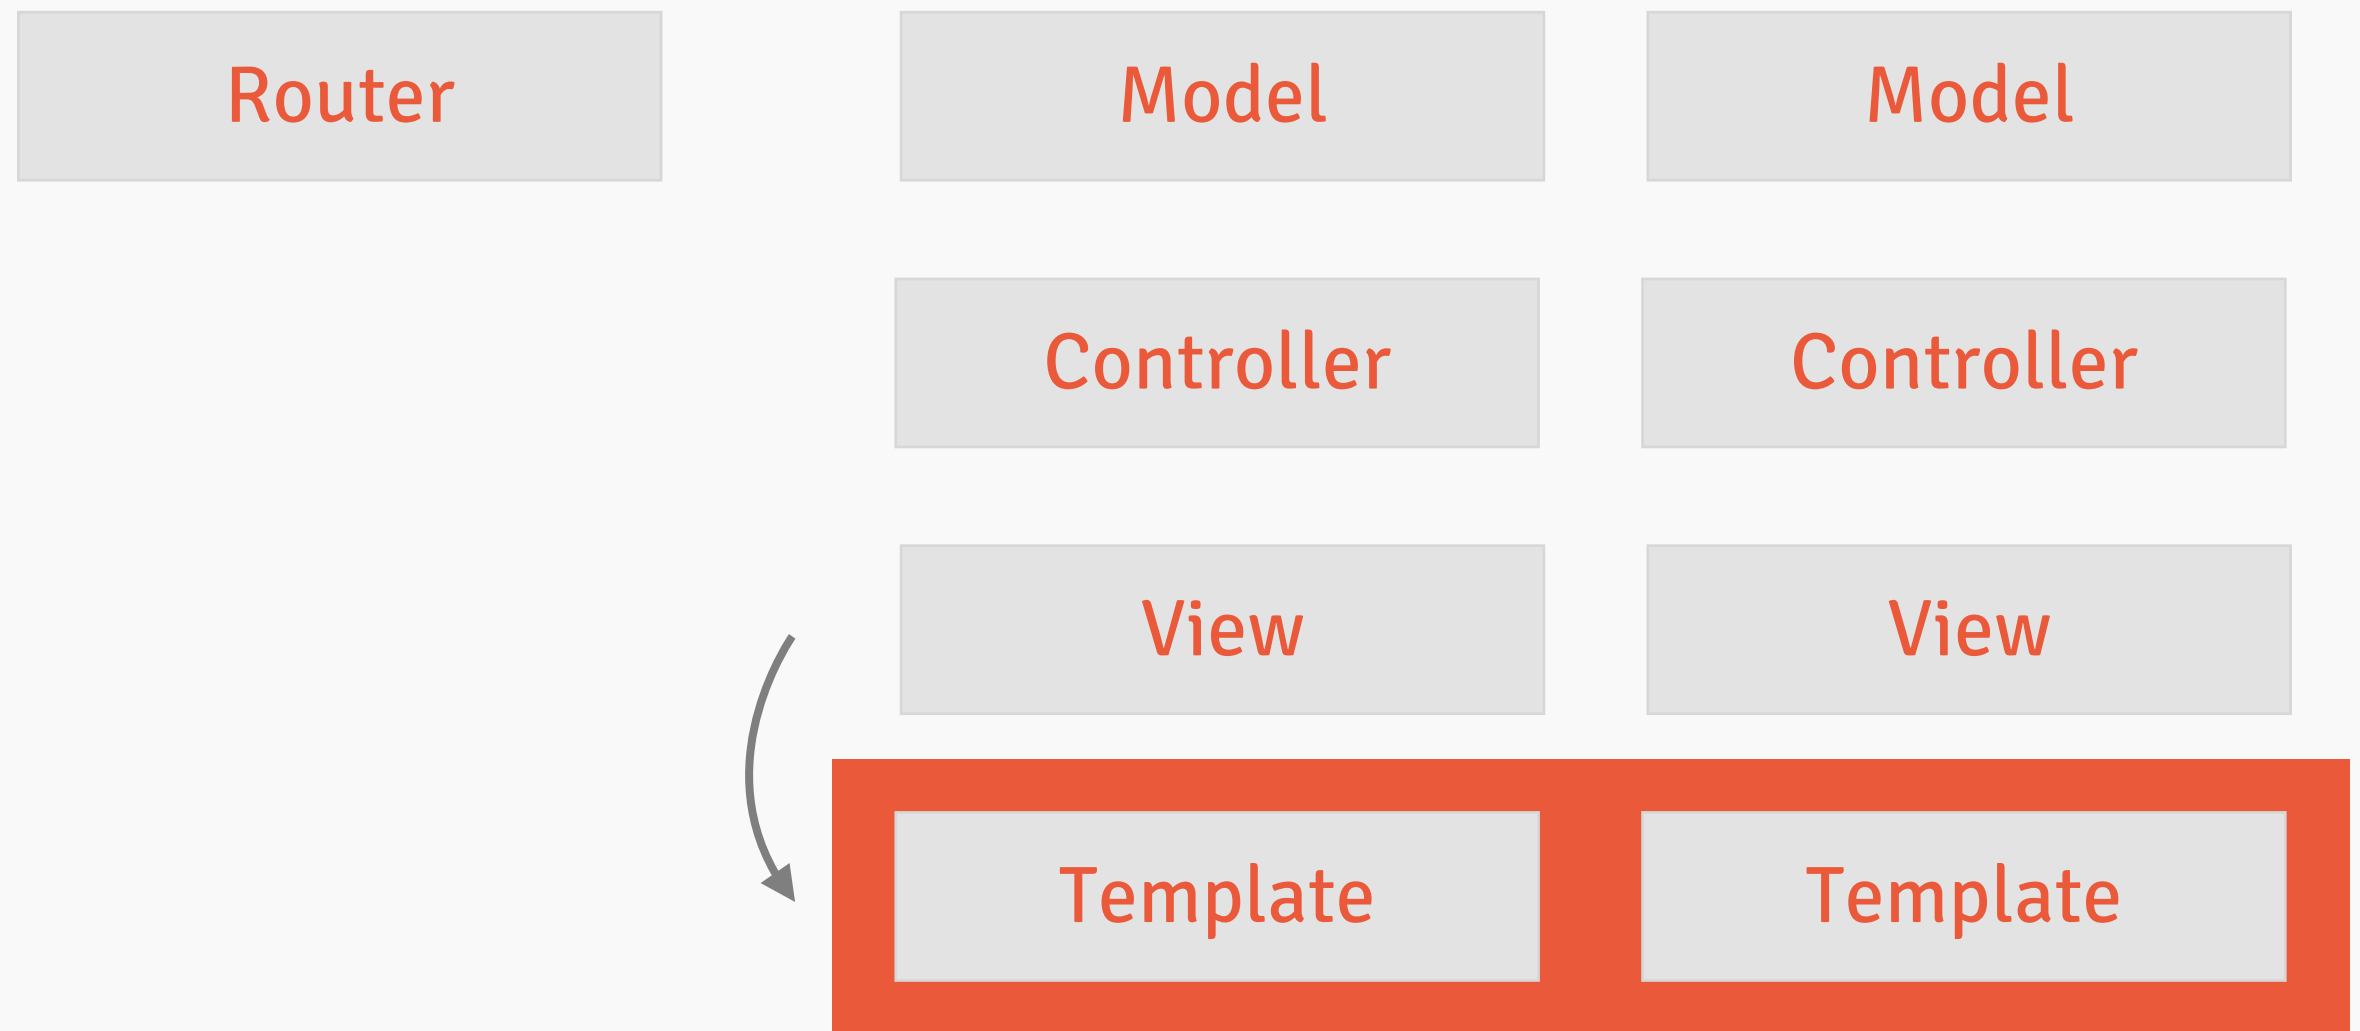 Router
Model
Model
Controller
Controller
View
View
Template
Template